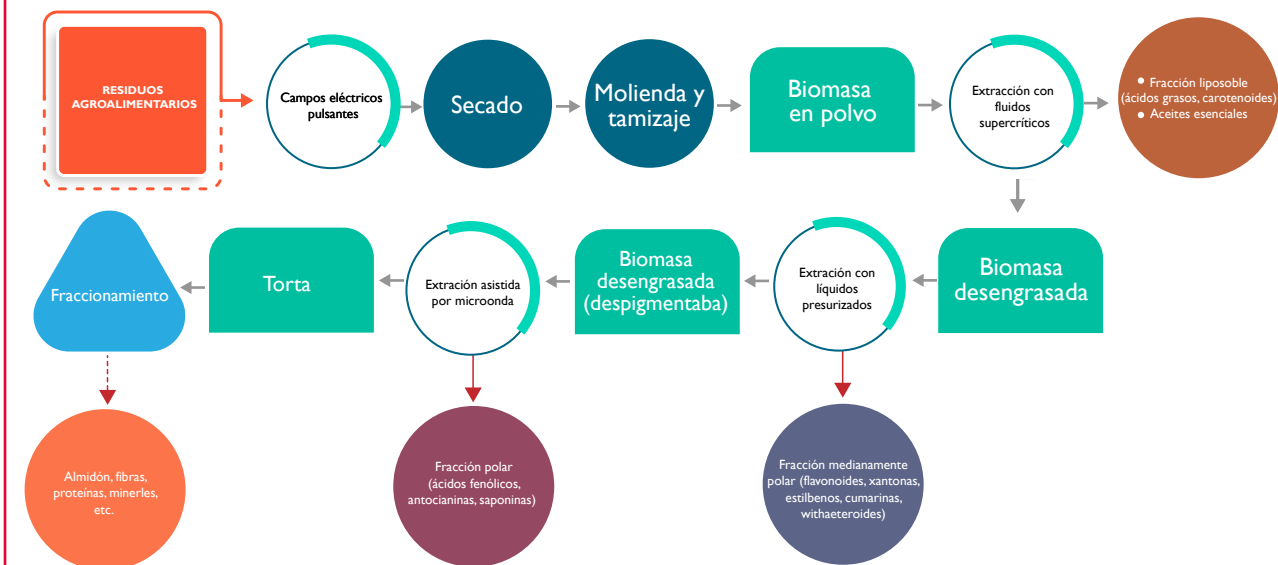 RESIDUOS
AGROALIMENTARIOS
Campos eléctricos
pulsantes
Secado
Molienda y
tamizaje
Biomasa
en polvo
Extracción con
fluidos
supercríticos
• Fracción liposoble
(ácidos grasos, carotenoides)
• Aceites esenciales
Fraccionamiento
Torta
Extración asistida
por microonda
Biomasa
desengrasada
(despigmentaba)
Extración con
líquidos
presurizados
Biomasa
desengrasada
Almidón, fibras,
proteínas, minerles,
etc.
Fracción polar
(ácidos fenólicos,
antocianinas, saponinas)
Fracción medianamente
polar (flavonoides, xantonas,
estilbenos, cumarinas,
withaeteroides)